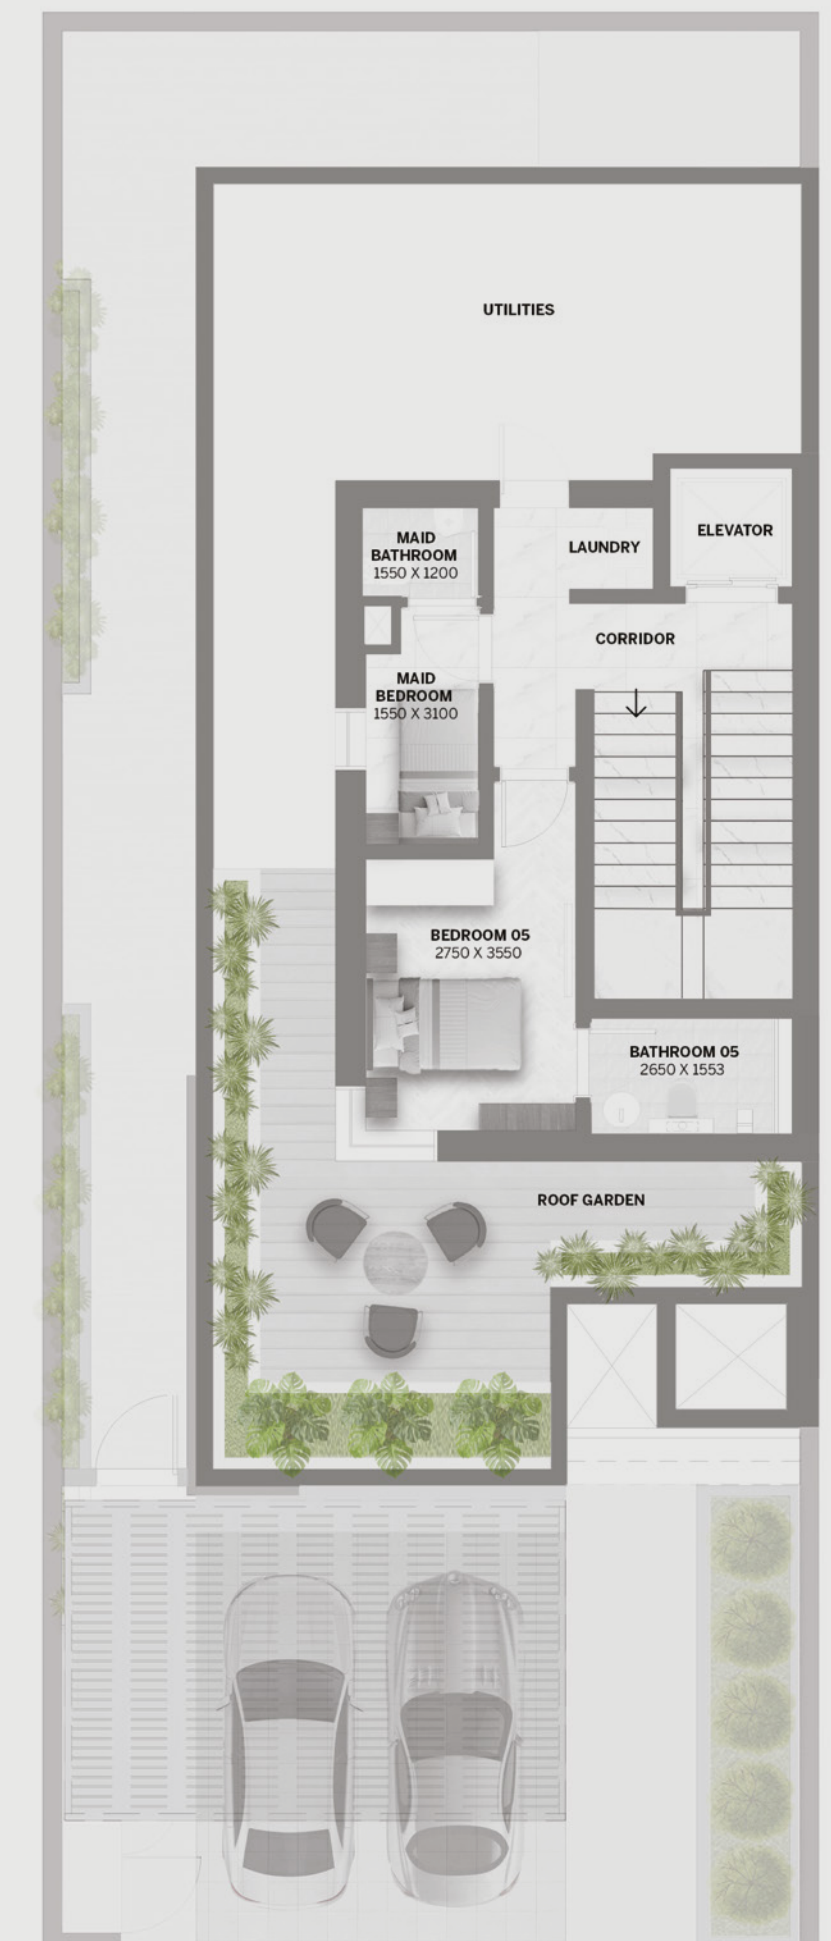 UTILITIES
ELEVATOR
MAID
BATHROOM
1550 X 1200
LAUNDRY
CORRIDOR
MAID
BEDROOM
1550 X 3100
BEDROOM 05
2750 X 3550
BATHROOM 05
2650 X 1553
ROOF GARDEN